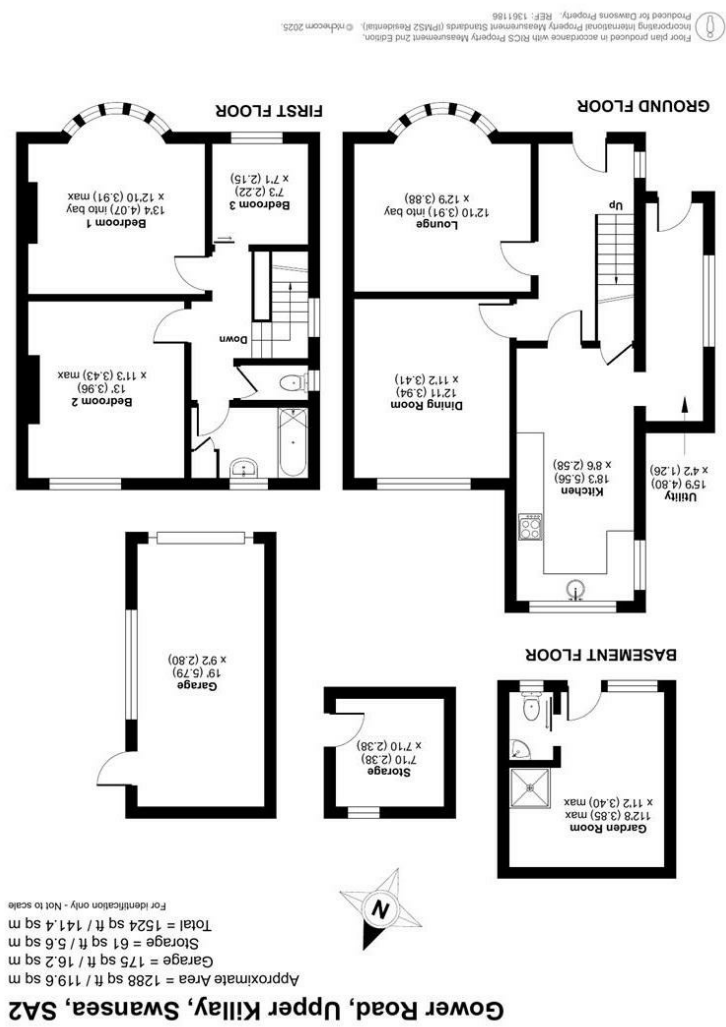 Gower Road, Upper Killay, Swansea, SA2
Approximate Area = 1288 sq ft / 119.6 sq m
Garage = 175 sq ft / 16.2 sq m
Storage = 61 sq ft / 5.6 sq m
Total = 1524 sq ft / 141.4 sq m
For identification only - Not to scale
N
Garden Room
112'8 (3.85) max
x 11'2 (3.40) max
BASEMENT FLOOR
Storage
7'10 (2.38)
x 7'10 (2.38)
Garage
19' (5.79)
x 9'2 (2.80)
Utility
15'9 (4.80)
x 4'2 (1.26)
Kitchen
18'3 (5.56)
x 8'6 (2.58)
Dining Room
12'11 (3.94)
x 11'2 (3.41)
Up
Lounge
12'10 (3.91) into bay
x 12'9 (3.88)
GROUND FLOOR
Bedroom 2
13' (3.96)
x 11'3 (3.43) max
Down
Bedroom 3
7'3 (2.22)
x 7'1 (2.15)
Bedroom 1
13'4 (4.07) into bay
x 12'10 (3.91) max
FIRST FLOOR
Floor plan produced in accordance with RICS Property Measurement 2nd Edition,
Incorporating International Property Measurement Standards (IPMS2 Residential). © nichecom 2025.
Produced for Dawsons Property. REF: 1361186